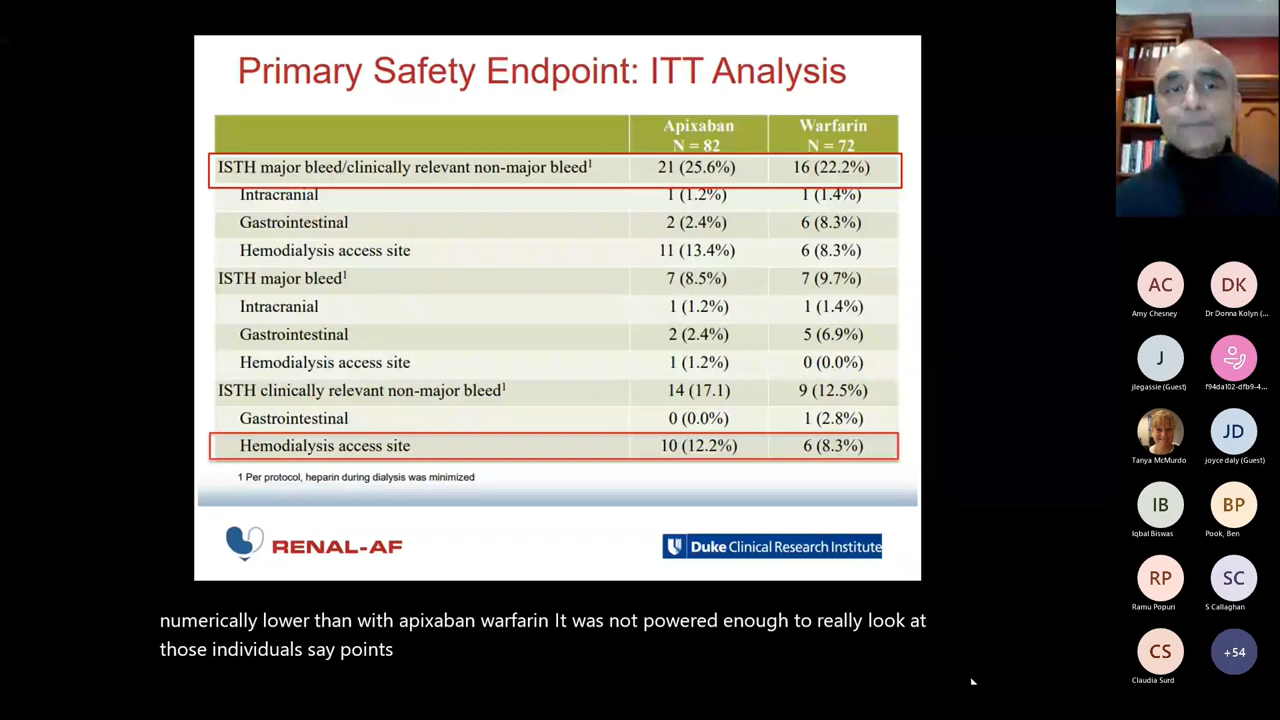 Primary Safety Endpoint: ITT Analysis
Apixaban Warfarin
N = 82 N = 72
ISTH major bleed/clinically relevant non-major bleed¹ 21 (25.6%) 16 (22.2%)
Intracranial 1 (1.2%) 1 (1.4%)
Gastrointestinal 2 (2.4%) 6 (8.3%)
Hemodialysis access site 11 (13.4%) 6 (8.3%)
ISTH major bleed¹ 7 (8.5%) 7 (9.7%)
Intracranial 1 (1.2%) 1 (1.4%)
Gastrointestinal 2 (2.4%) 5 (6.9%)
Hemodialysis access site 1 (1.2%) 0 (0.0%)
ISTH clinically relevant non-major bleed¹ 14 (17.1) 9 (12.5%)
Gastrointestinal 0 (0.0%) 1 (2.8%)
Hemodialysis access site 10 (12.2%) 6 (8.3%)
1 Per protocol, heparin during dialysis was minimized
RENAL-AF Duke Clinical Research Institute
numerically lower than with apixaban warfarin It was not powered enough to really look at
those individuals say points
AC DK
Amy Chesney Dr Donna Kolyn (...
J
jlegassie (Guest) f94da102-dfb9-4...
JD
Tanya McMurdo joyce daly (Guest)
IB BP
Iqbal Biswas Pook, Ben
RP SC
Ramu Popuri S Callaghan
CS +54
Claudia Surd